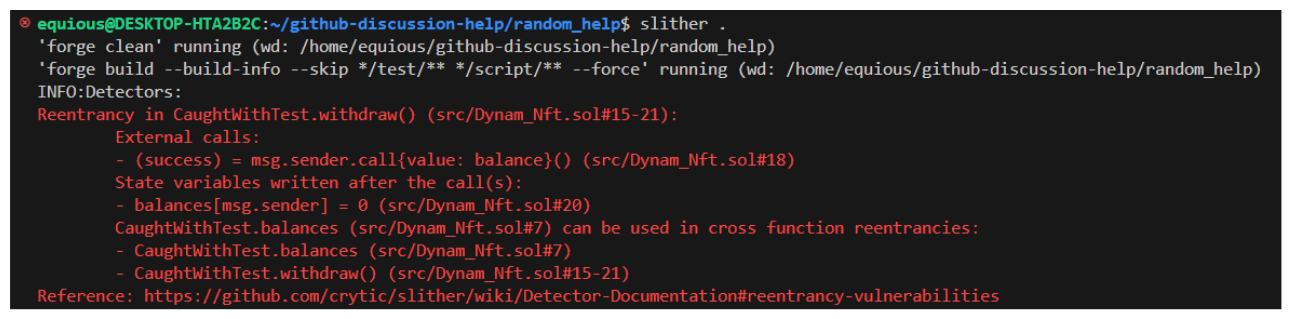 equious@DESKTOP-HTA2B2C:~/github-discussion-help/random_help$ slither .
'forge clean' running (wd: /home/equious/github-discussion-help/random_help)
'forge build --build-info --skip */test/** */script/** --force' running (wd: /home/equious/github-discussion-help/random_help)
INFO:Detectors:
Reentrancy in CaughtWithTest.withdraw() (src/Dynam_Nft.sol#15-21):
External calls:
- (success) = msg.sender.call{value: balance}() (src/Dynam_Nft.sol#18)
State variables written after the call(s):
- balances[msg.sender] = 0 (src/Dynam_Nft.sol#20)
CaughtWithTest.balances (src/Dynam_Nft.sol#7) can be used in cross function reentrancies:
- CaughtWithTest.balances (src/Dynam_Nft.sol#7)
- CaughtWithTest.withdraw() (src/Dynam_Nft.sol#15-21)
Reference: https://github.com/crytic/slither/wiki/Detector-Documentation#reentrancy-vulnerabilities